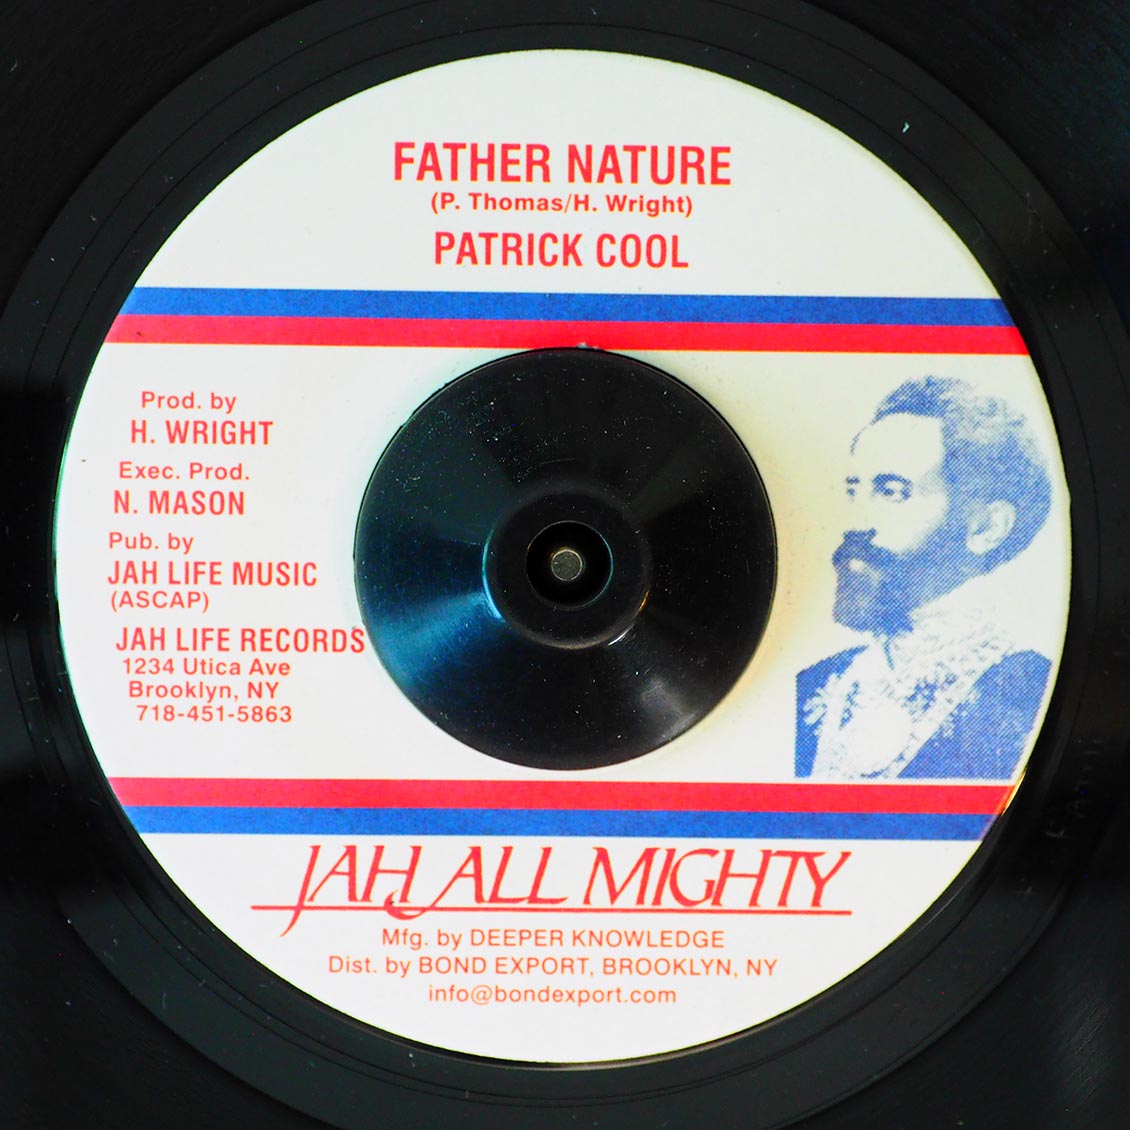 FATHER NATURE
(P. Thomas/H. Wright)
PATRICK COOL
Prod. by
H. WRIGHT
Exec. Prod.
N. MASON
Pub. by
JAH LIFE MUSIC
(ASCAP)
JAH LIFE RECORDS
1234 Utica Ave
Brooklyn, NY
718-451-5863
JAH ALL MIGHTY
Mfg. by DEEPER KNOWLEDGE
Dist. by BOND EXPORT, BROOKLYN, NY
info@bondexport.com